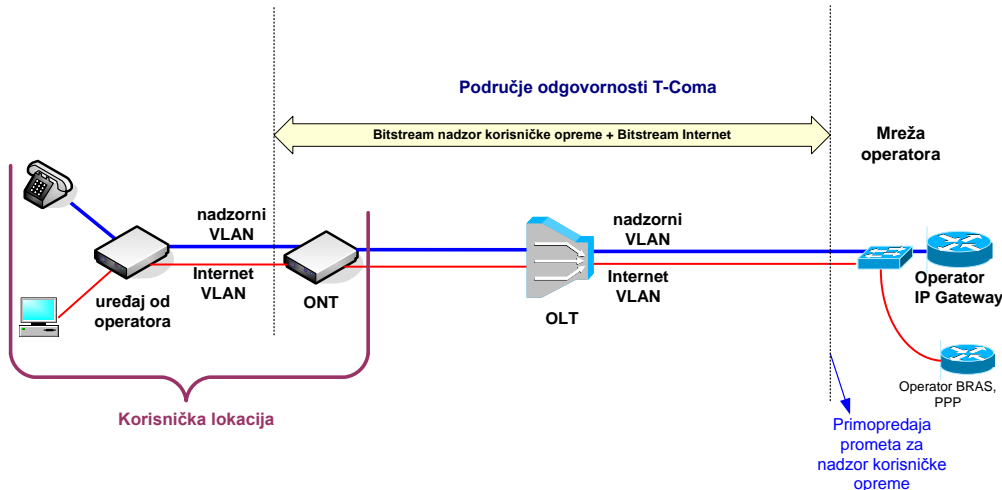 Područje odgovornosti T-Coma
Bitstream nadzor korisničke opreme + Bitstream Internet
Mreža
operatora
nadzorni
VLAN
Internet
VLAN
uređaj od
operatora
ONT
OLT
nadzorni
VLAN
Internet
VLAN
Operator
IP Gateway
Operator BRAS,
PPP
Korisnička lokacija
Primopredaja
prometa za
nadzor korisničke
opreme